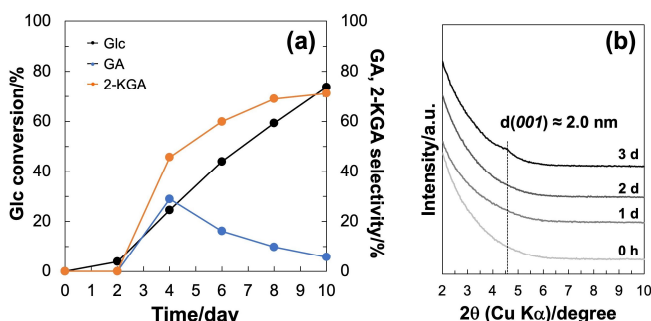 (a)
Glc
GA
2-KGA
100
80
60
40
20
0
Glc conversion/%
0 1 2 3 4 5 6 7 8 9 10
Time/day
100
80
60
40
20
0
GA, 2-KGA selectivity/%
(b)
d(001) ≈ 2.0 nm
3 d
2 d
1 d
0 h
Intensity/a.u.
2 3 4 5 6 7 8 9 10
2θ (Cu Kα)/degree